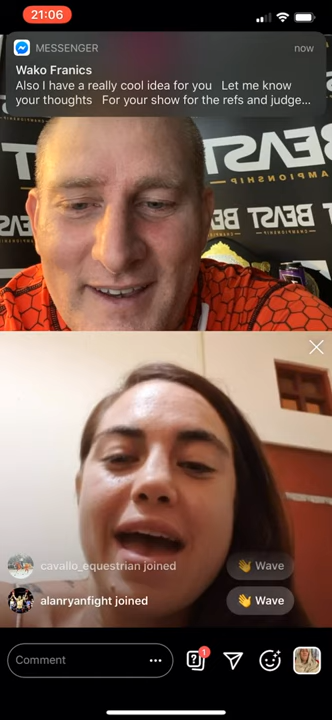 21:06
MESSENGER
now
Wako Franics
Also I have a really cool idea for you Let me know
your thoughts For your show for the refs and judge...
BEAST
CHAMPIONSHIP
BEAST
BEAST
cavallo_equestrian joined
👋 Wave
alanryanfight joined
👋 Wave
Comment
1